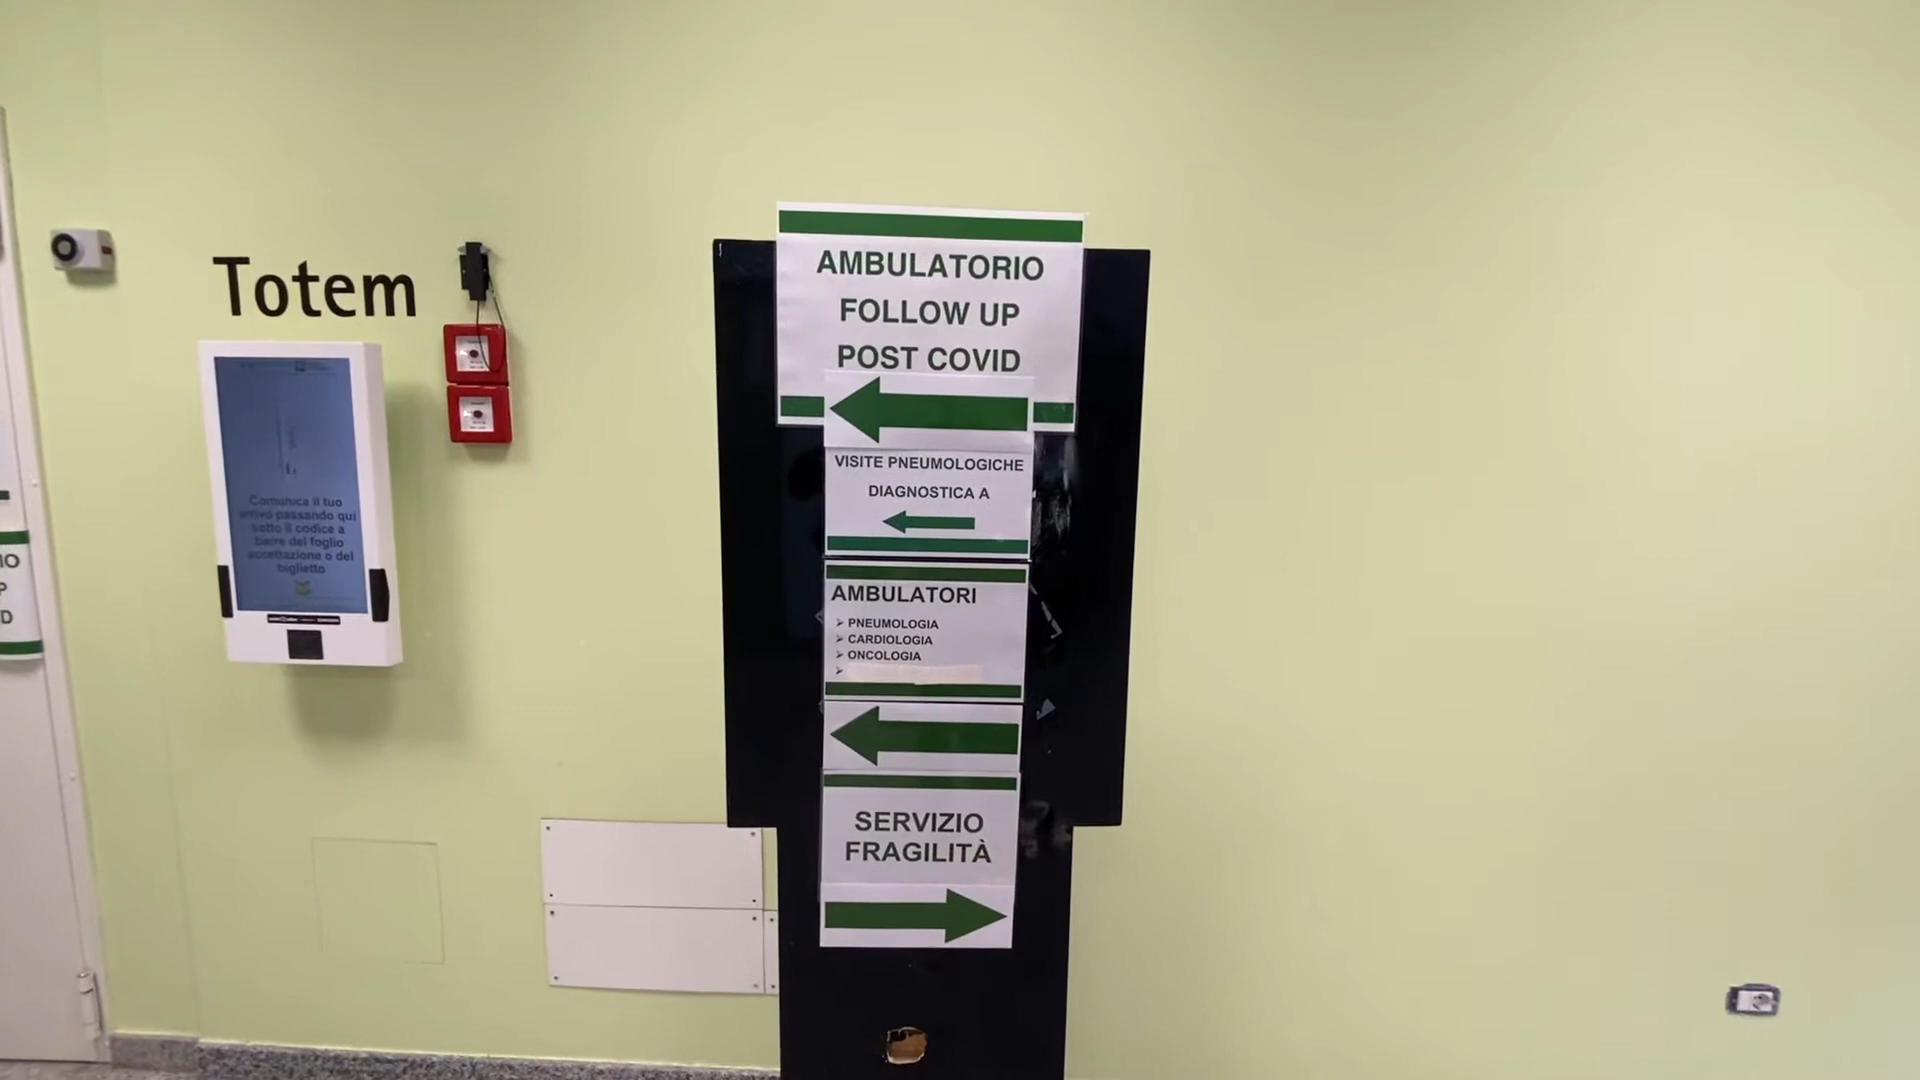 Totem
Comunica il tuo
arrivo passando qui
sotto il codice a
barre del foglio
accettazione o del
biglietto
AMBULATORIO
FOLLOW UP
POST COVID
VISITE PNEUMOLOGICHE
DIAGNOSTICA A
AMBULATORI
➢ PNEUMOLOGIA
➢ CARDIOLOGIA
➢ ONCOLOGIA
➢
SERVIZIO
FRAGILITÀ
IO
P
D